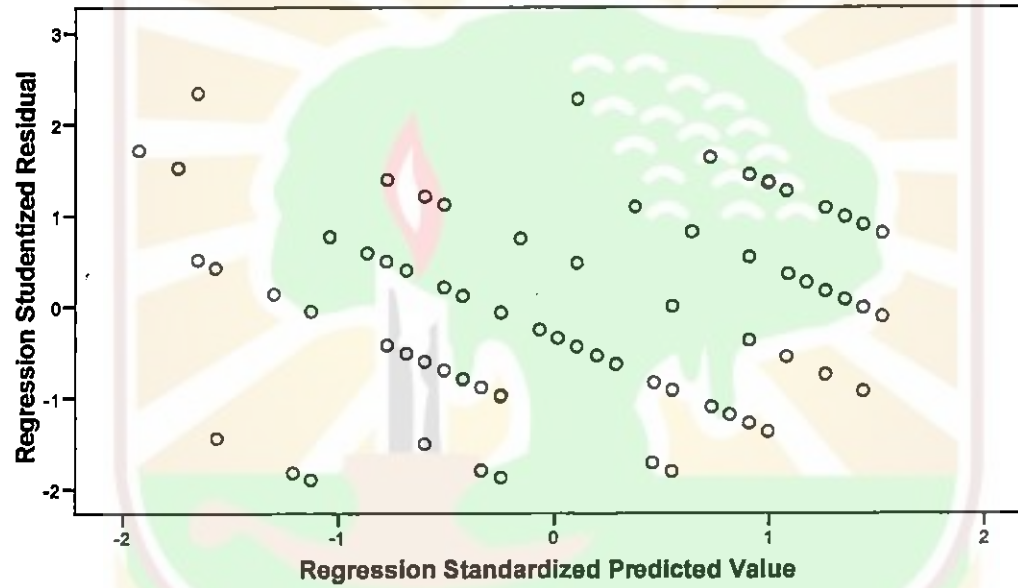 Regression Studentized Residual
3
2
1
0
-1
-2
-2 -1 0 1 2
Regression Standardized Predicted Value